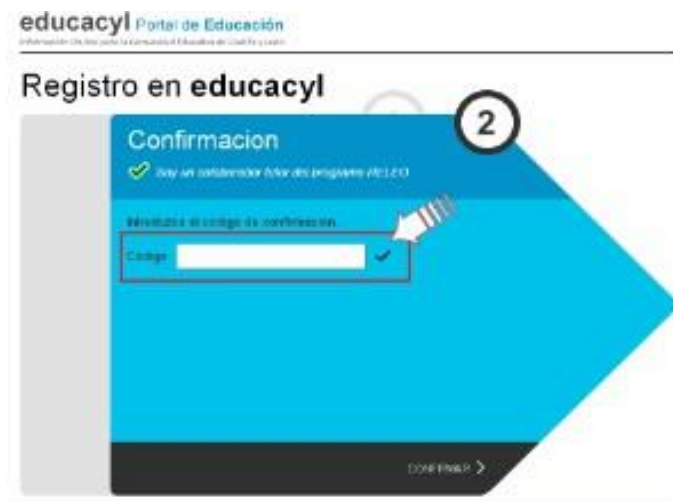 educacyl Portal de Educación
Registro en educacyl
2
Confirmacion
Soy un colaborador tutor del programa RELEO
Introduzca el código de confirmación
Código
CONFIRMAR